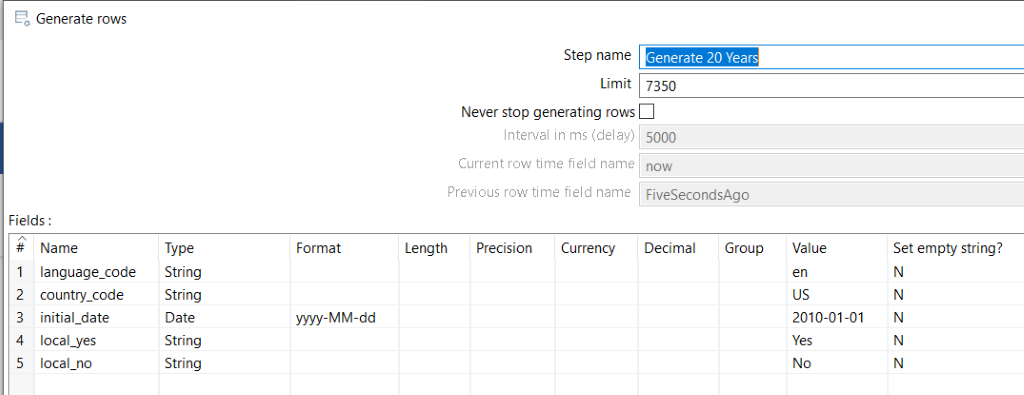 Generate rows
Step name Generate 20 Years
Limit 7350
Never stop generating rows
Interval in ms (delay) 5000
Current row time field name now
Previous row time field name FiveSecondsAgo
Fields :
# Name Type Format Length Precision Currency Decimal Group Value Set empty string?
1 language_code String en N
2 country_code String US N
3 initial_date Date yyyy-MM-dd 2010-01-01 N
4 local_yes String Yes N
5 local_no String No N